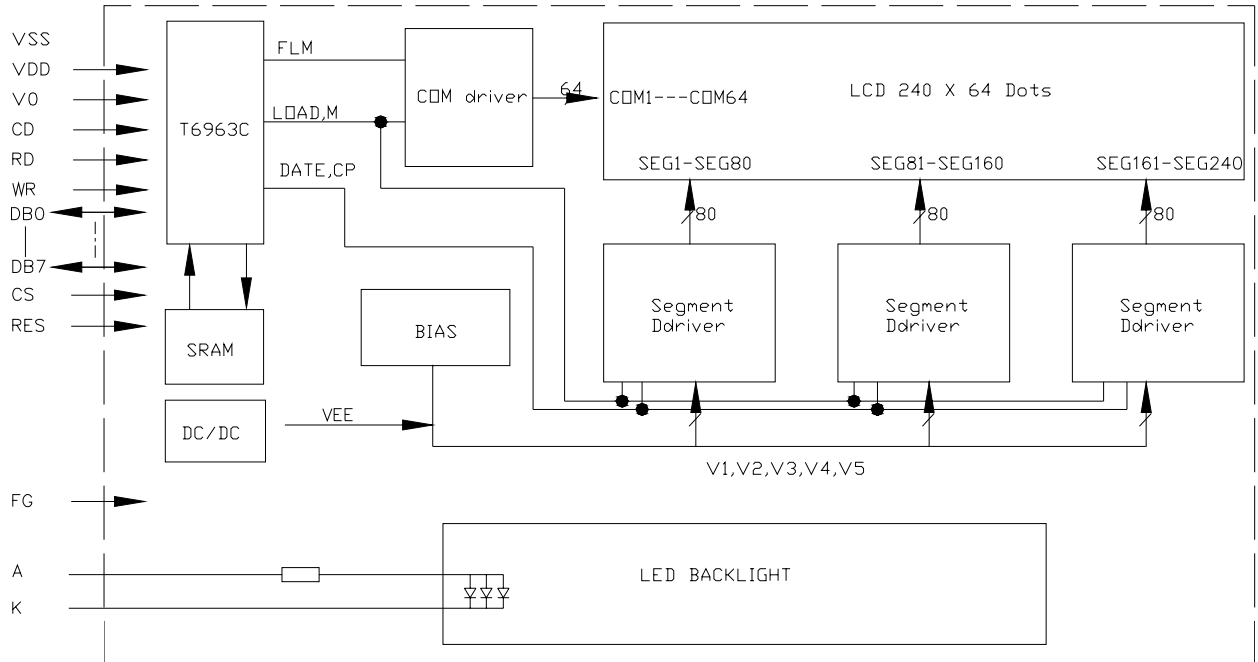 VSS
VDD
V0
CD
RD
WR
DB0
DB7
CS
RES
FG
A
K
T6963C
FLM
LOAD,M
DATE,CP
COM driver
64
COM1---COM64
LCD 240 X 64 Dots
SEG1-SEG80
SEG81-SEG160
SEG161-SEG240
80
80
80
Segment
Ddriver
Segment
Ddriver
Segment
Ddriver
SRAM
BIAS
DC/DC
VEE
V1,V2,V3,V4,V5
LED BACKLIGHT